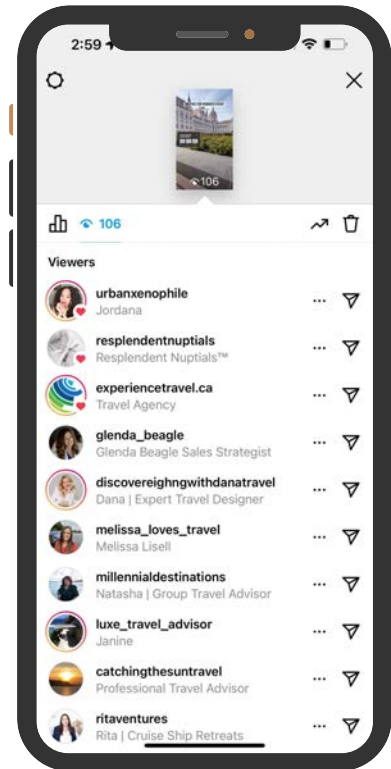 2:59
106
106
Viewers
urbanxenophile
Jordana
resplendentnuptials
Resplendent Nuptials™
experiencetravel.ca
Travel Agency
glenda_beagle
Glenda Beagle Sales Strategist
discovereighngwithdanatravel
Dana | Expert Travel Designer
melissa_loves_travel
Melissa Lisell
millennialdestinations
Natasha | Group Travel Advisor
luxe_travel_advisor
Janine
catchingthesuntravel
Professional Travel Advisor
ritaventures
Rita | Cruise Ship Retreats